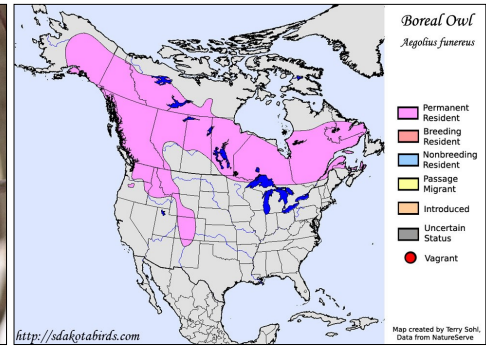 Boreal Owl
Aegolius funereus
Permanent
Resident
Breeding
Resident
Nonbreeding
Resident
Passage
Migrant
Introduced
Uncertain
Status
Vagrant
http://sdakotabirds.com
Map created by Terry Sohl,
Data from NatureServe